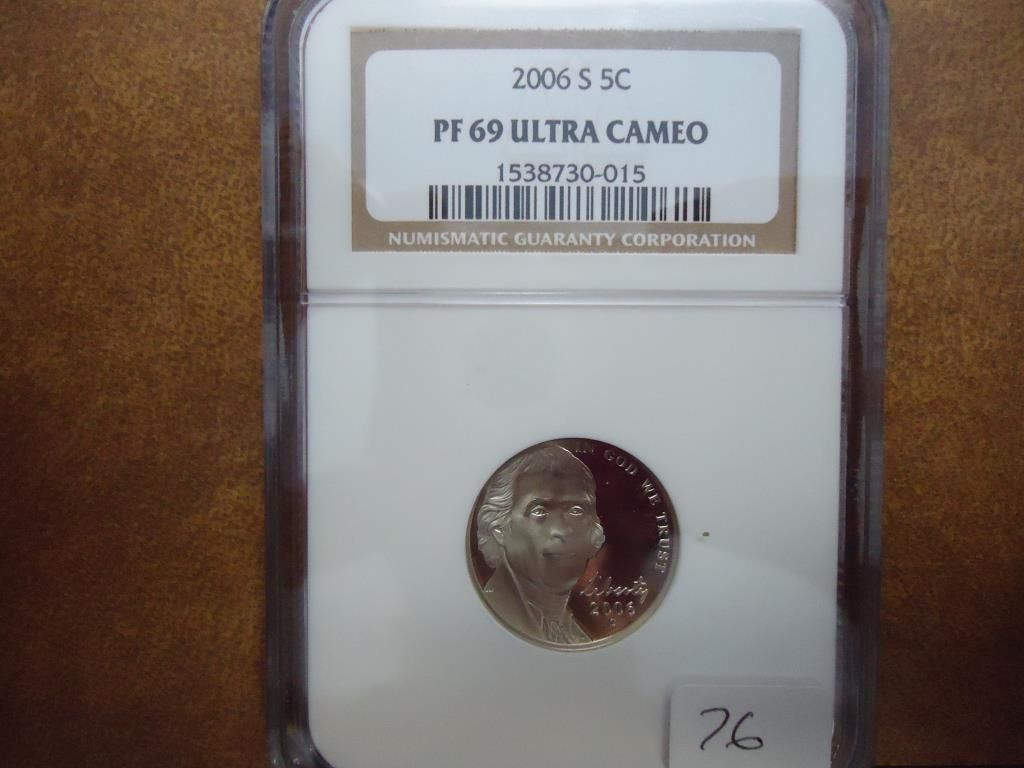 2006 S 5C
PF 69 ULTRA CAMEO
1538730-015
NUMISMATIC GUARANTY CORPORATION
IN GOD WE TRUST
Liberty
2006
S
76